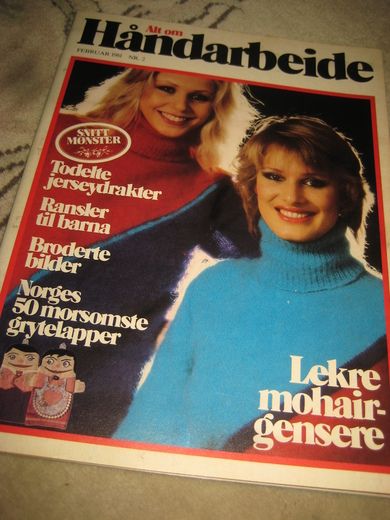 Alt om
Håndarbeide
FEBRUAR 1981 NR. 2
SNITT
MØNSTER
Todelte
jerseydrakter
Ransler
til barna
Broderte
bilder
Norges
50 morsomste
grytelapper
Lekre
mohair-
gensere